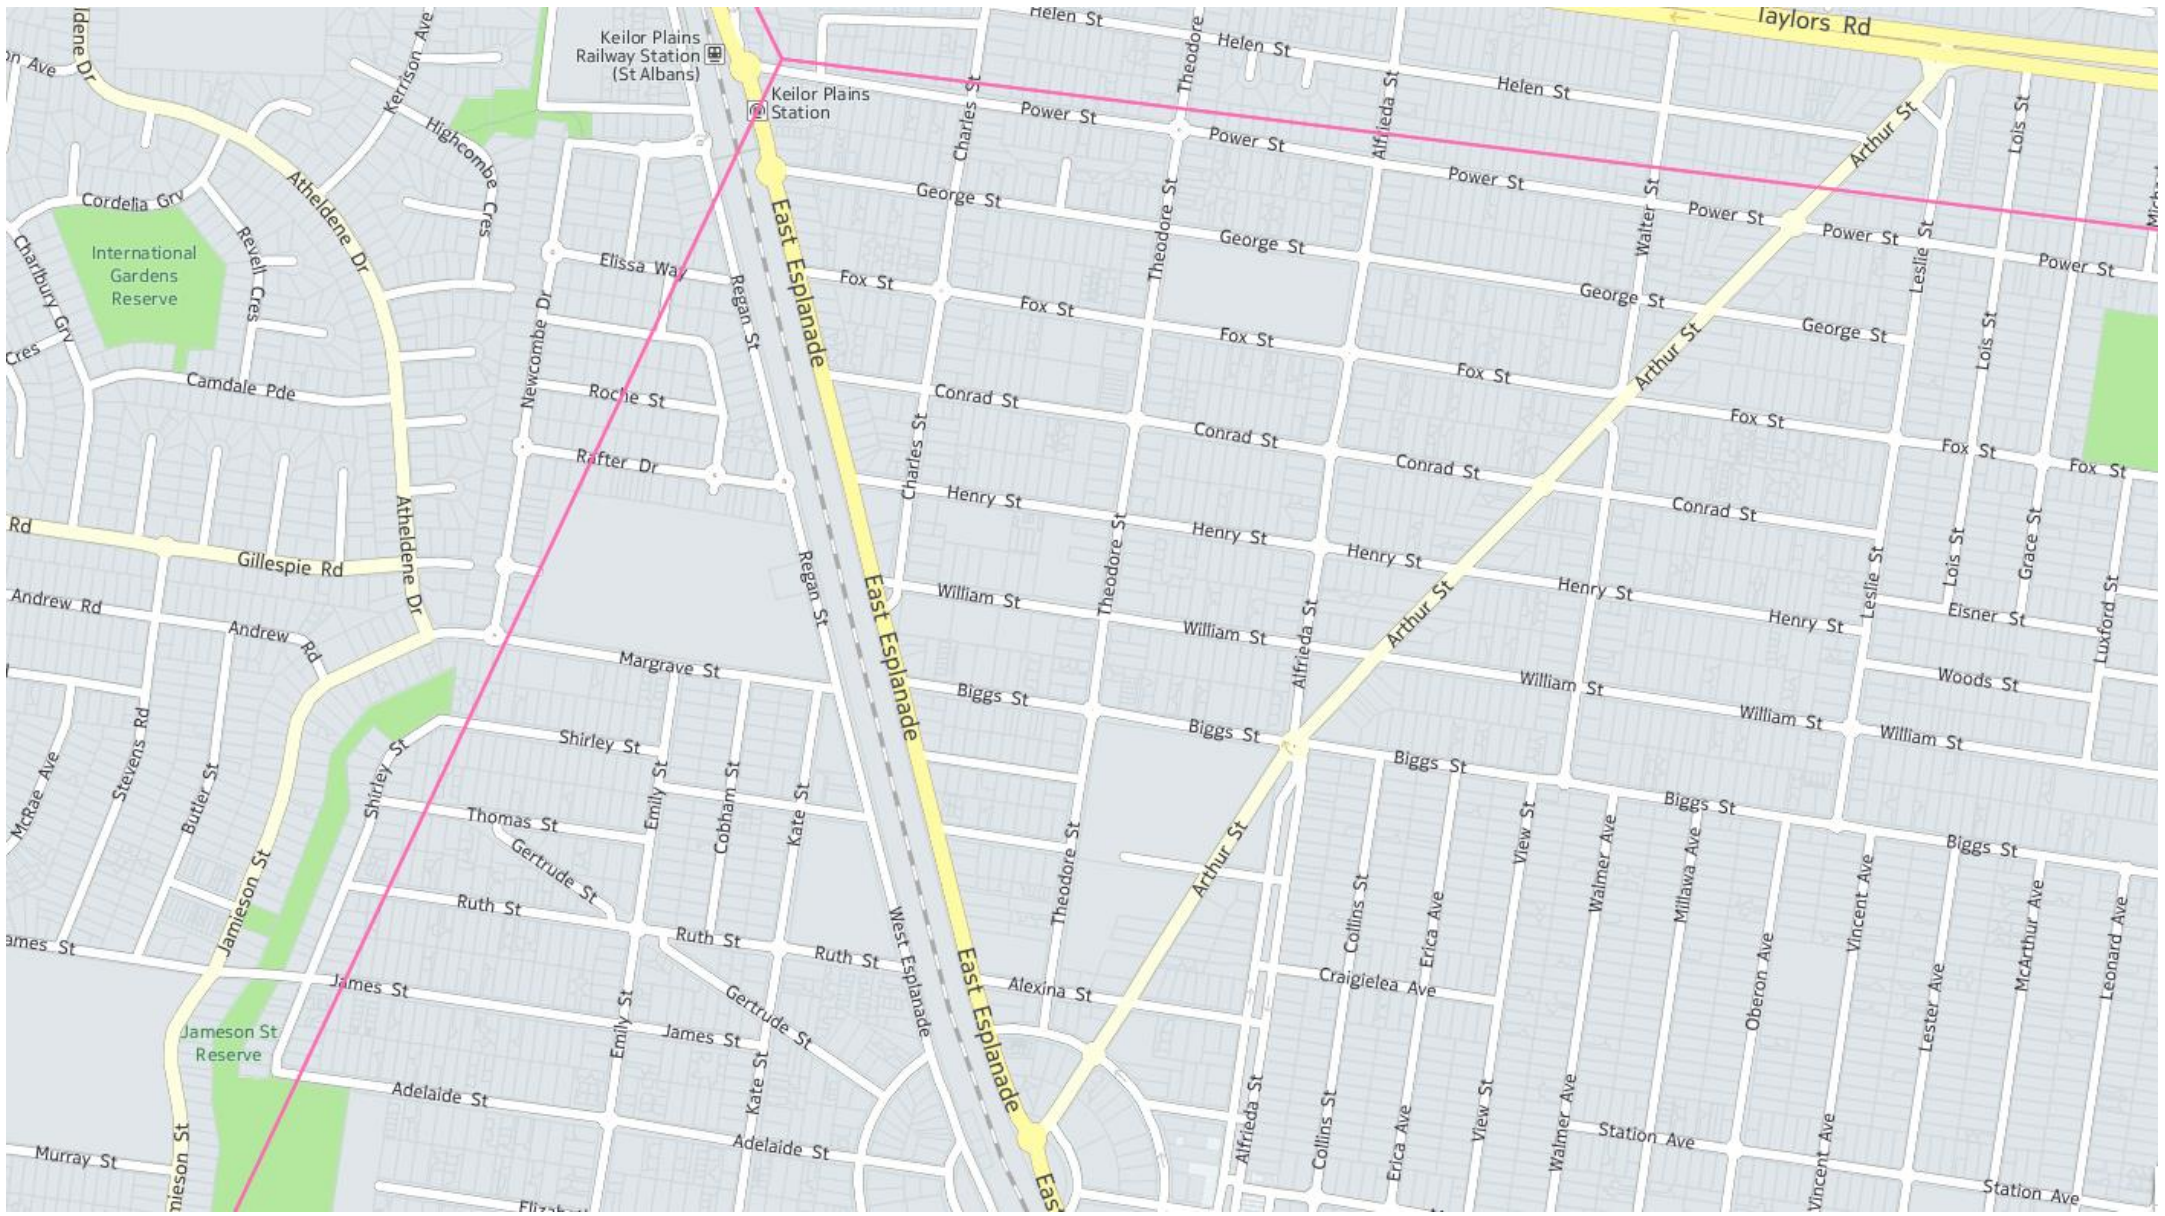 Helen St
Taylors Rd
Keilor Plains
Railway Station
(St Albans)
Kerrison Ave
Theodore
Helen St
Helen St
Keilor Plains
Station
Power St
Charles St
Alfrieda St
Arthur St
Lois St
Highcombe Cres
Power St
Power St
Power St
Power St
Power St
Cordelia Grv
Atheldene Dr
George St
Theodore St
Walter St
Leslie St
International
Gardens
Reserve
Charlbury Grv
Revell Cres
Elissa Way
East Esplanade
George St
George St
George St
Fox St
Fox St
Fox St
Fox St
Fox St
Fox St
Fox St
Regan St
Newcombe Dr
Arthur St
Lois St
Cres
Camdale Pde
Roche St
Conrad St
Conrad St
Conrad St
Conrad St
Rafter Dr
Charles St
Henry St
Henry St
Henry St
Henry St
Henry St
Rd
Gillespie Rd
Atheldene Dr
Regan St
East Esplanade
Theodore St
Alfrieda St
Arthur St
Leslie St
Lois St
Grace St
Luxford St
Andrew Rd
Andrew Rd
William St
William St
William St
William St
William St
Elsner St
Woods St
Margrave St
Biggs St
Biggs St
Biggs St
Biggs St
Biggs St
Stevens Rd
McRae Ave
Butler St
Shirley St
Shirley St
Emily St
Cobham St
Kate St
Thomas St
Gertrude St
Jamieson St
Ruth St
Ruth St
Ruth St
West Esplanade
East Esplanade
Theodore St
Arthur St
Collins St
Erica Ave
View St
Walmer Ave
Millawa Ave
Oberon Ave
Vincent Ave
Lester Ave
McArthur Ave
Leonard Ave
James St
James St
Alexina St
Craigielea Ave
Jameson St
Reserve
Emily St
Gertrude St
Kate St
Adelaide St
Adelaide St
Alfrieda St
Collins St
Erica Ave
View St
Walmer Ave
Station Ave
Vincent Ave
Station Ave
Murray St
East